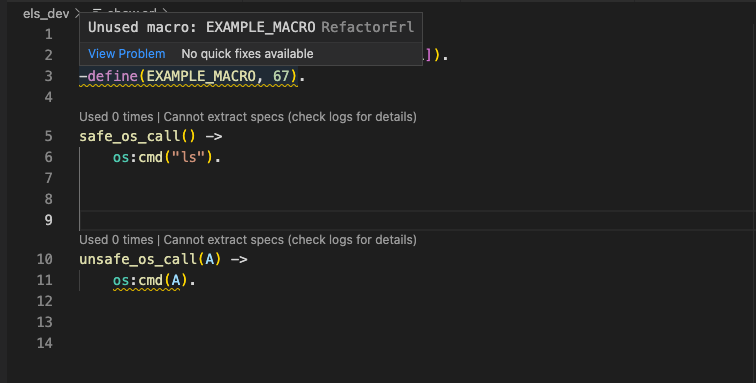 els_dev >
Unused macro: EXAMPLE_MACRO RefactorErl
View Problem No quick fixes available
1
2 ]).
3 -define(EXAMPLE_MACRO, 67).
4
Used 0 times | Cannot extract specs (check logs for details)
5 safe_os_call() ->
6 os:cmd("ls").
7
8
9
Used 0 times | Cannot extract specs (check logs for details)
10 unsafe_os_call(A) ->
11 os:cmd(A).
12
13
14